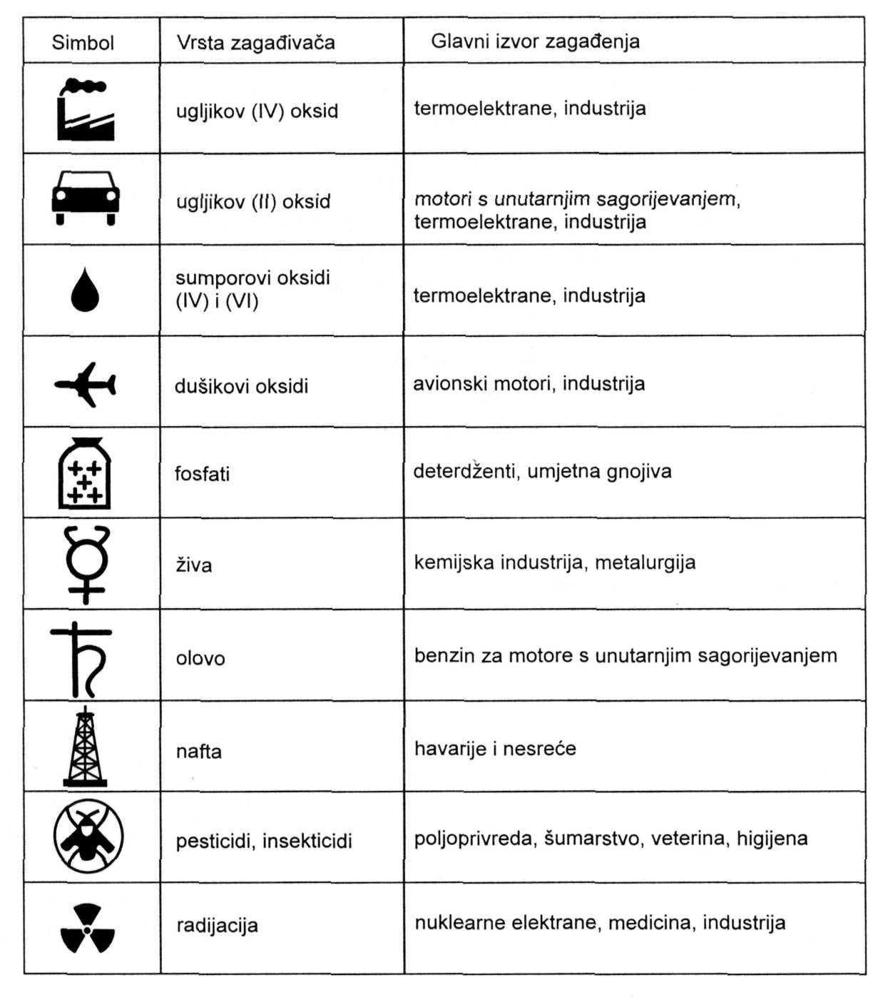 Simbol Vrsta zagađivača Glavni izvor zagađenja
ugljikov (IV) oksid termoelektrane, industrija
ugljikov (II) oksid motori s unutarnjim sagorijevanjem,
termoelektrane, industrija
sumporovi oksidi
(IV) i (VI) termoelektrane, industrija
dušikovi oksidi avionski motori, industrija
fosfati deterdženti, umjetna gnojiva
živa kemijska industrija, metalurgija
olovo benzin za motore s unutarnjim sagorijevanjem
nafta havarije i nesreće
pesticidi, insekticidi poljoprivreda, šumarstvo, veterina, higijena
radijacija nuklearne elektrane, medicina, industrija